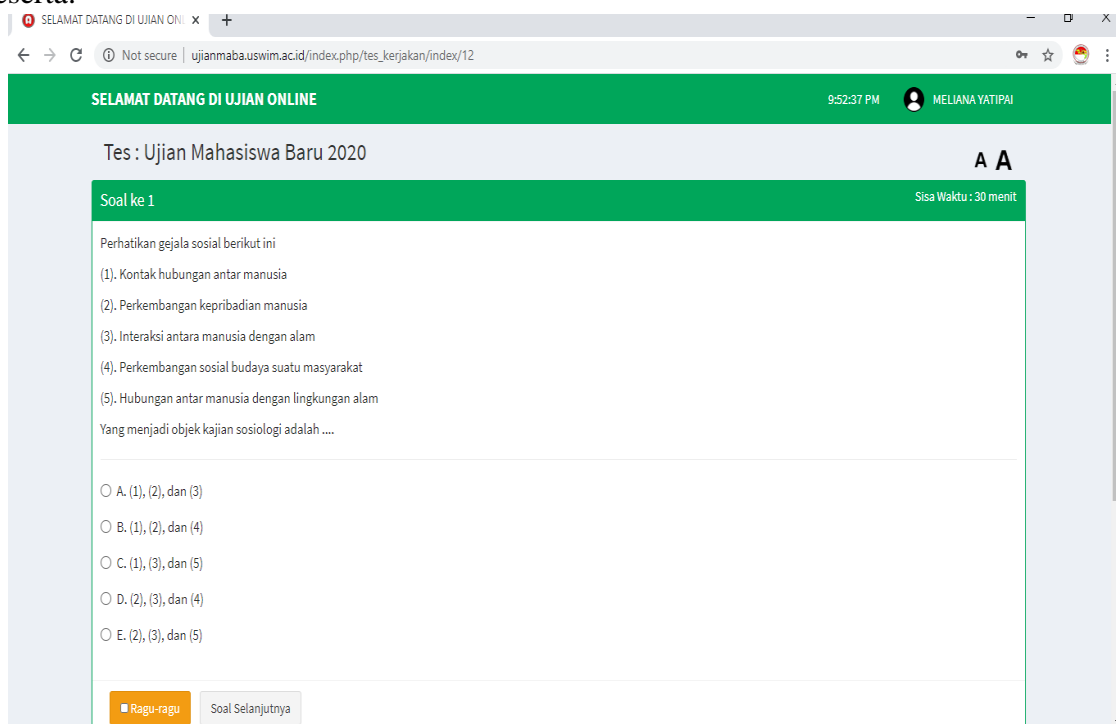 eserta.
SELAMAT DATANG DI UJIAN ONL
Not secure | ujianmaba.uswim.ac.id/index.php/tes_kerjakan/index/12
SELAMAT DATANG DI UJIAN ONLINE
9:52:37 PM MELIANA YATIPAI
Tes : Ujian Mahasiswa Baru 2020
A A
Soal ke 1
Sisa Waktu : 30 menit
Perhatikan gejala sosial berikut ini
(1). Kontak hubungan antar manusia
(2). Perkembangan kepribadian manusia
(3). Interaksi antara manusia dengan alam
(4). Perkembangan sosial budaya suatu masyarakat
(5). Hubungan antar manusia dengan lingkungan alam
Yang menjadi objek kajian sosiologi adalah ....
A. (1), (2), dan (3)
B. (1), (2), dan (4)
C. (1), (3), dan (5)
D. (2), (3), dan (4)
E. (2), (3), dan (5)
Ragu-ragu Soal Selanjutnya